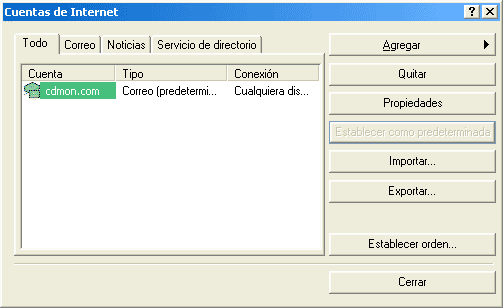 Cuentas de Internet
Todo Correo Noticias Servicio de directorio
Cuenta Tipo Conexión
cdmon.com Correo (predetermi... Cualquiera dis...
Agregar
Quitar
Propiedades
Establecer como predeterminada
Importar...
Exportar...
Establecer orden...
Cerrar